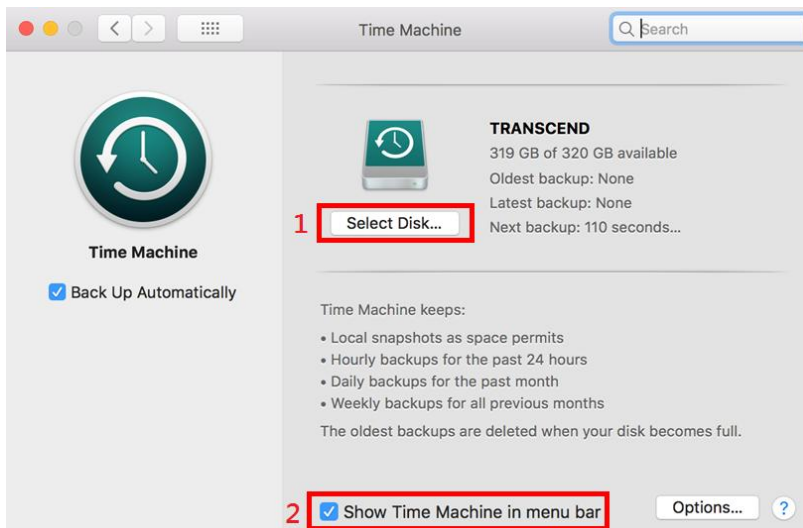 Time Machine
Search
TRANSCEND
319 GB of 320 GB available
Oldest backup: None
Latest backup: None
1 Select Disk...
Next backup: 110 seconds...
Time Machine
Back Up Automatically
Time Machine keeps:
• Local snapshots as space permits
• Hourly backups for the past 24 hours
• Daily backups for the past month
• Weekly backups for all previous months
The oldest backups are deleted when your disk becomes full.
2 Show Time Machine in menu bar
Options... ?